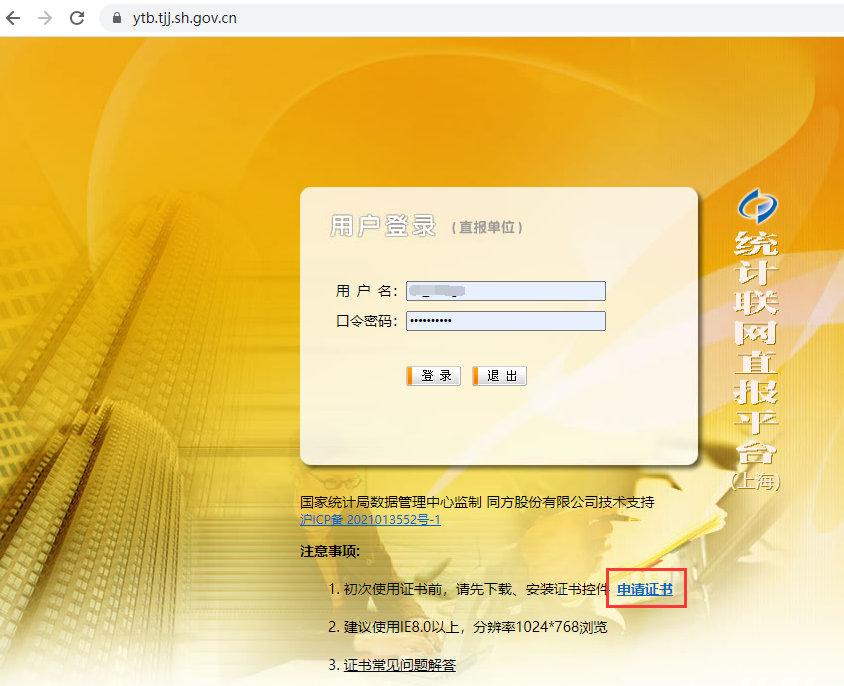 ytb.tjj.sh.gov.cn
用户登录 (直报单位)
用 户 名：
口令密码：
登 录 退 出
统计联网直报平台
(上海)
国家统计局数据管理中心监制 同方股份有限公司技术支持
沪ICP备 2021013552号-1
注意事项:
1. 初次使用证书前，请先下载、安装证书控件 申请证书
2. 建议使用IE8.0以上，分辨率1024*768浏览
3. 证书常见问题解答